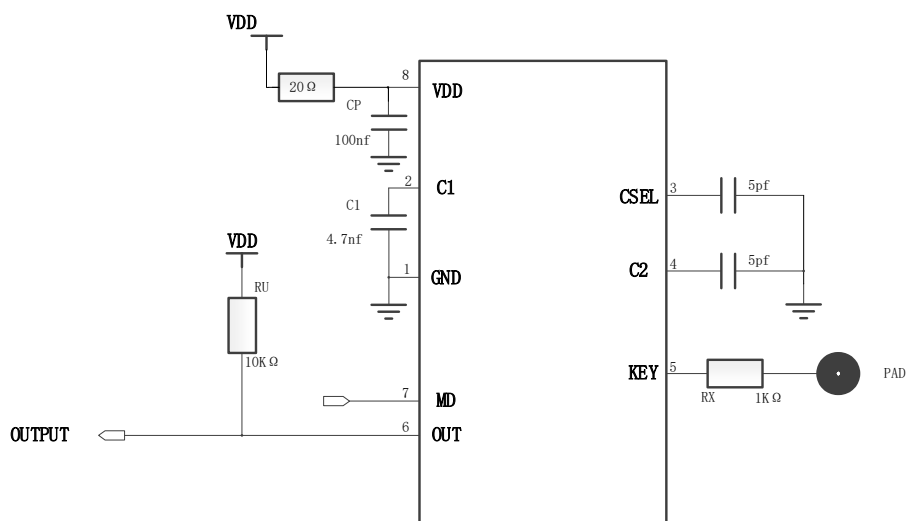 VDD
8
20Ω
VDD
CP
100nf
2
C1
3
5pf
CSEL
C1
4.7nf
VDD
1
GND
C2
4
5pf
RU
10KΩ
KEY
5
PAD
RX
1KΩ
7
MD
OUTPUT
6
OUT